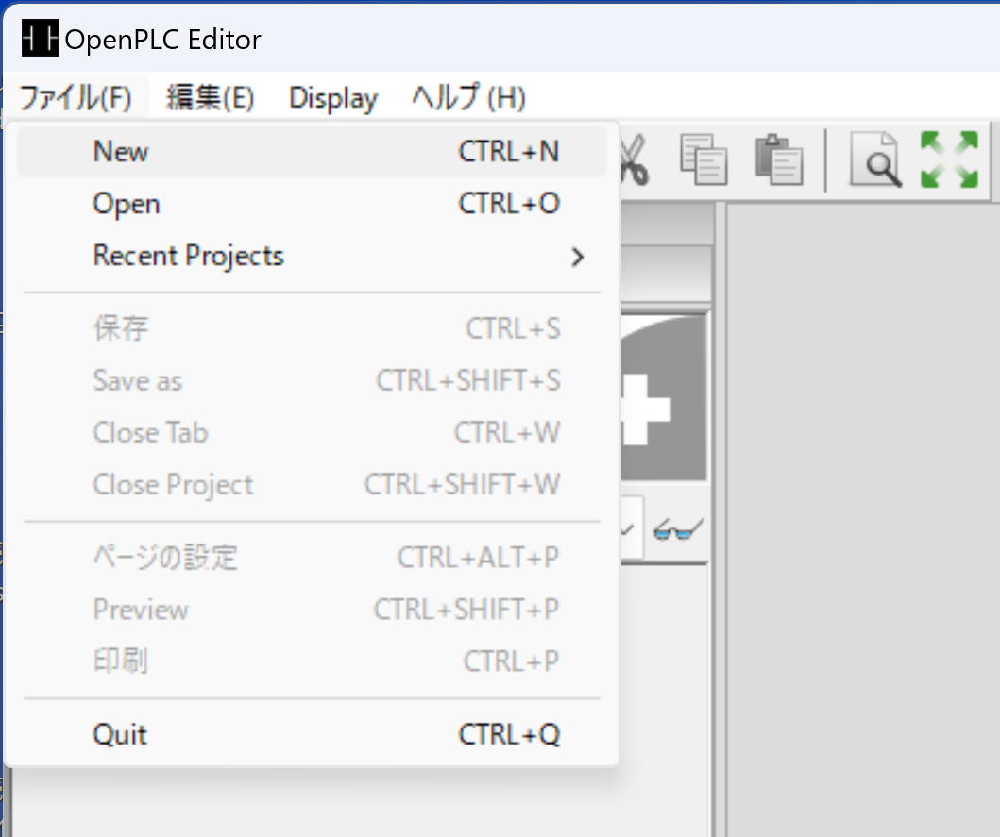 OpenPLC Editor
ファイル(F) 編集(E) Display ヘルプ (H)
New CTRL+N
Open CTRL+O
Recent Projects
保存 CTRL+S
Save as CTRL+SHIFT+S
Close Tab CTRL+W
Close Project CTRL+SHIFT+W
ページの設定 CTRL+ALT+P
Preview CTRL+SHIFT+P
印刷 CTRL+P
Quit CTRL+Q